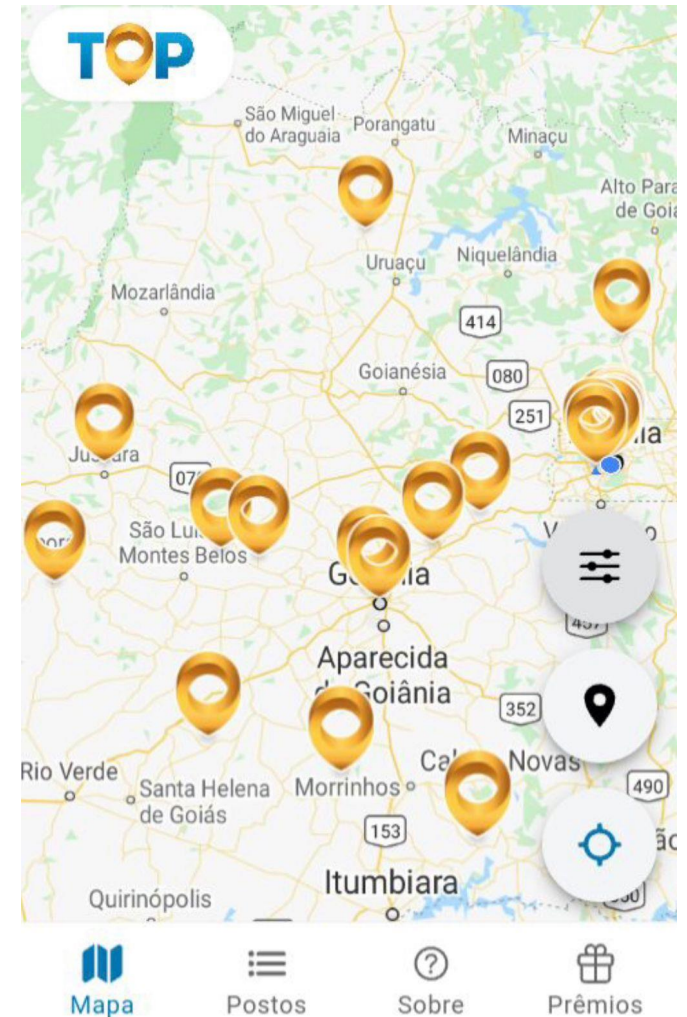 TOP
São Miguel
do Araguaia
Porangatu
Minaçu
Alto Para
de Goiá
Uruaçu
Niquelândia
Mozarlândia
414
Goianésia
080
251
São Lu
Montes Belos
Aparecida
Goiânia
352
Novas
Rio Verde
Santa Helena
de Goiás
Morrinhos
490
153
Itumbiara
Quirinópolis
Mapa
Postos
Sobre
Prêmios